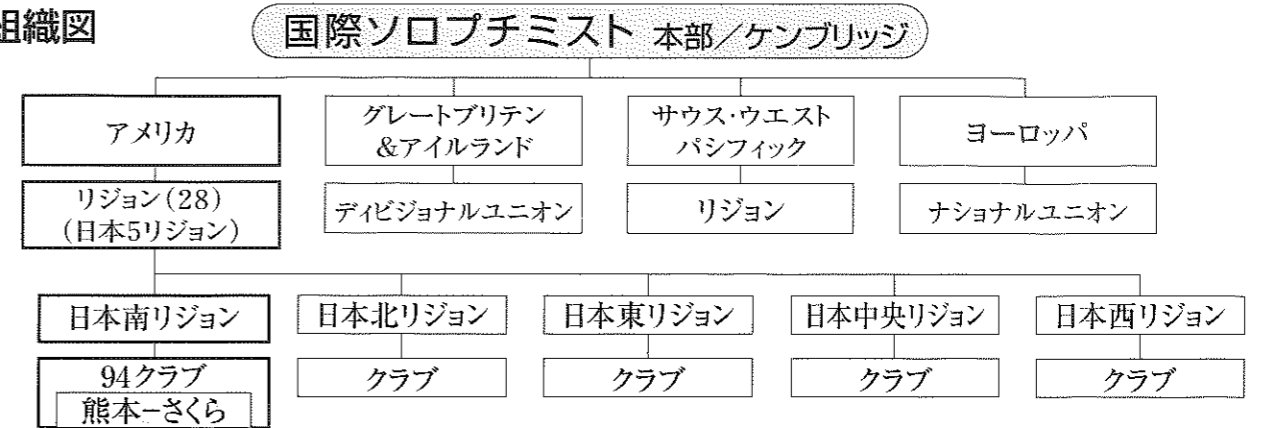 組織図
国際ソロプチミスト 本部／ケンブリッジ
アメリカ
グレートブリテン
&アイルランド
サウス・ウエスト
パシフィック
ヨーロッパ
リジョン(28)
(日本5リジョン)
ディビジョナルユニオン
リジョン
ナショナルユニオン
日本南リジョン
日本北リジョン
日本東リジョン
日本中央リジョン
日本西リジョン
94クラブ
熊本-さくら
クラブ
クラブ
クラブ
クラブ